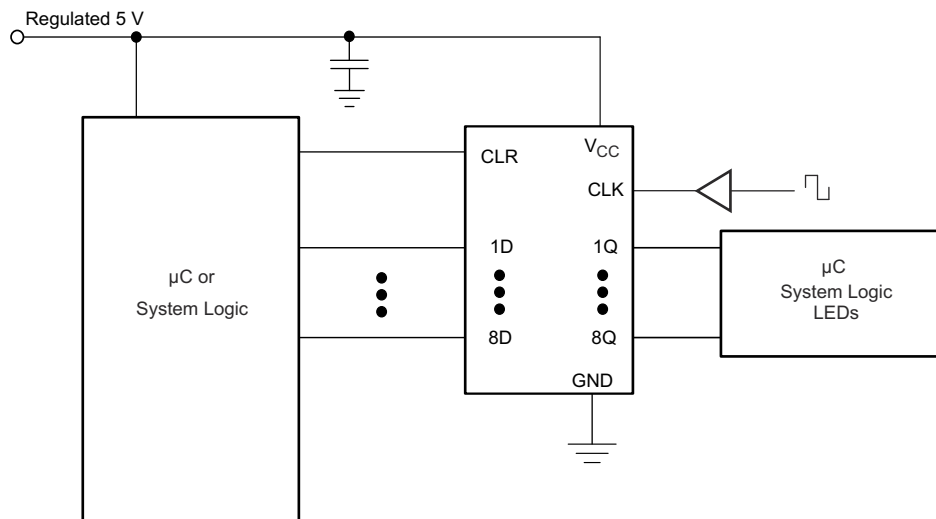 Regulated 5 V
CLR
VCC
CLK
1D
1Q
8D
8Q
GND
µC or
System Logic
µC
System Logic
LEDs